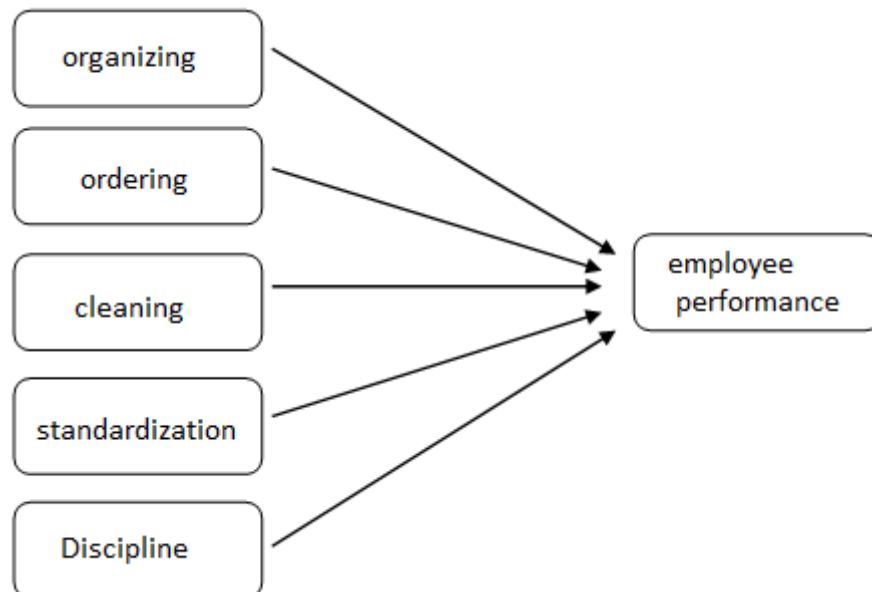 organizing
ordering
cleaning
standardization
Discipline
employee
performance